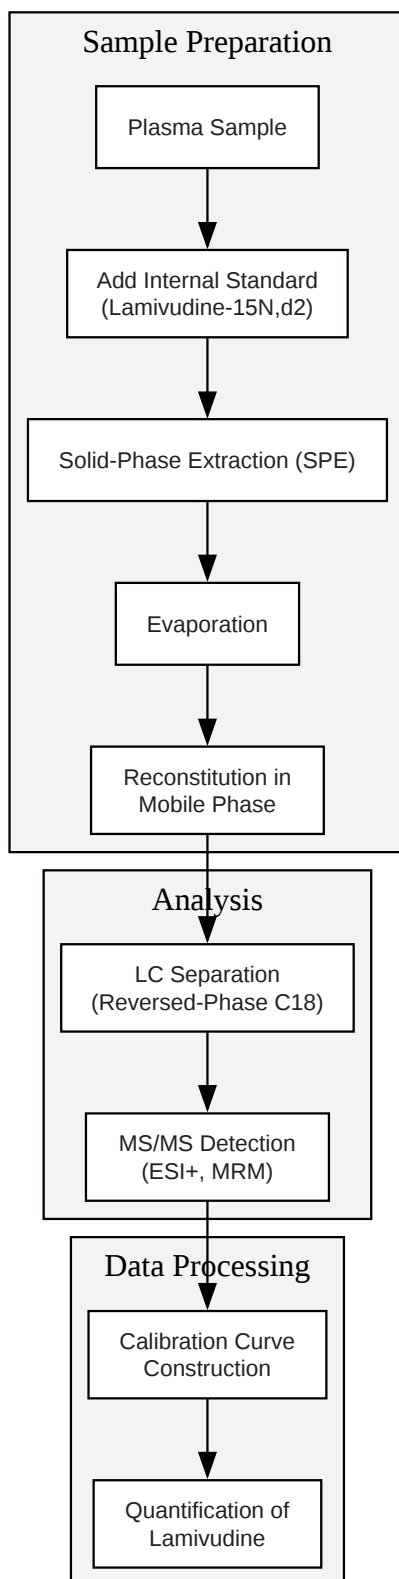 Sample Preparation
Plasma Sample
Add Internal Standard
(Lamivudine-15N,d2)
Solid-Phase Extraction (SPE)
Evaporation
Reconstitution in
Mobile Phase
Analysis
LC Separation
(Reversed-Phase C18)
MS/MS Detection
(ESI+, MRM)
Data Processing
Calibration Curve
Construction
Quantification of
Lamivudine